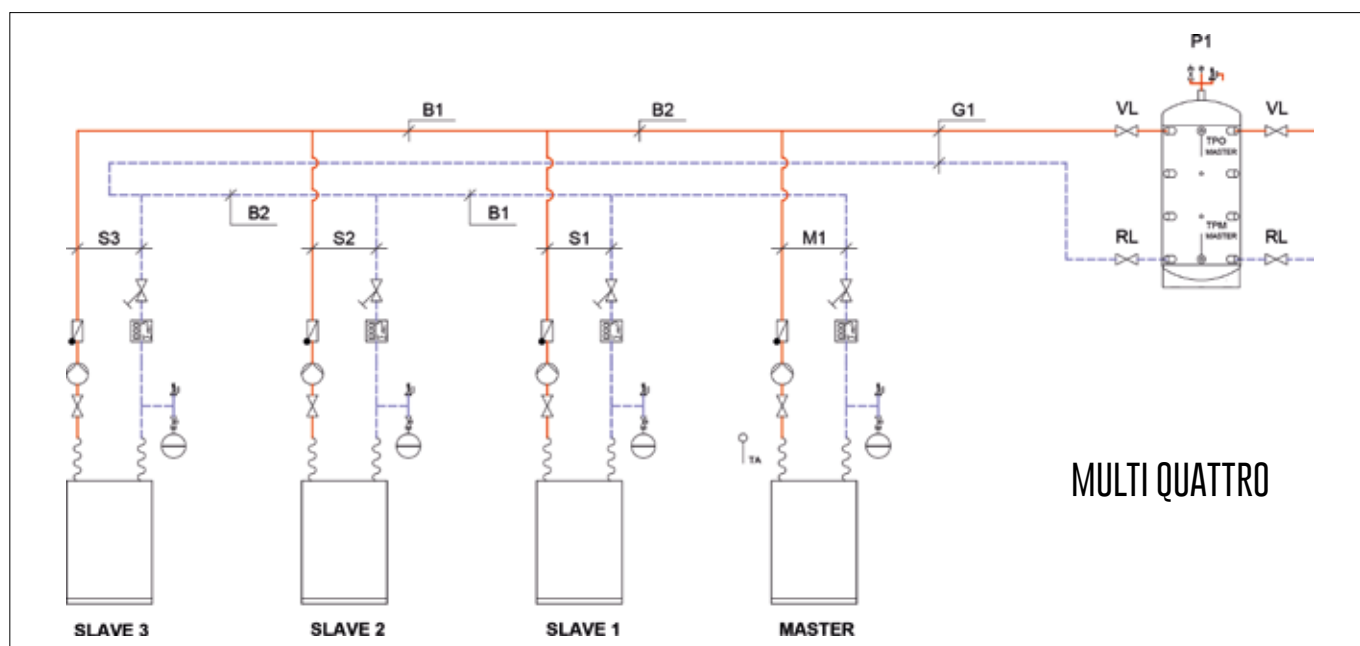 P1
B1 B2 G1 VL VL
TPO
MASTER
B2 B1
S3 S2 S1 M1
TPM
MASTER
RL RL
TA
MULTI QUATTRO
SLAVE 3 SLAVE 2 SLAVE 1 MASTER